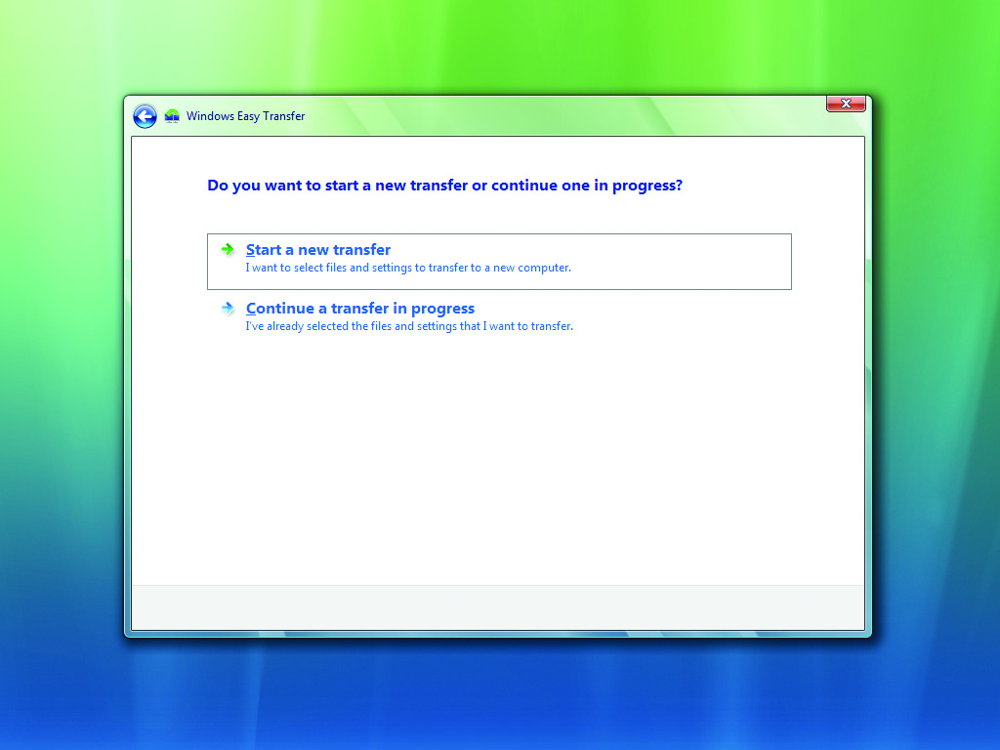 Windows Easy Transfer
Do you want to start a new transfer or continue one in progress?
Start a new transfer
I want to select files and settings to transfer to a new computer.
Continue a transfer in progress
I've already selected the files and settings that I want to transfer.